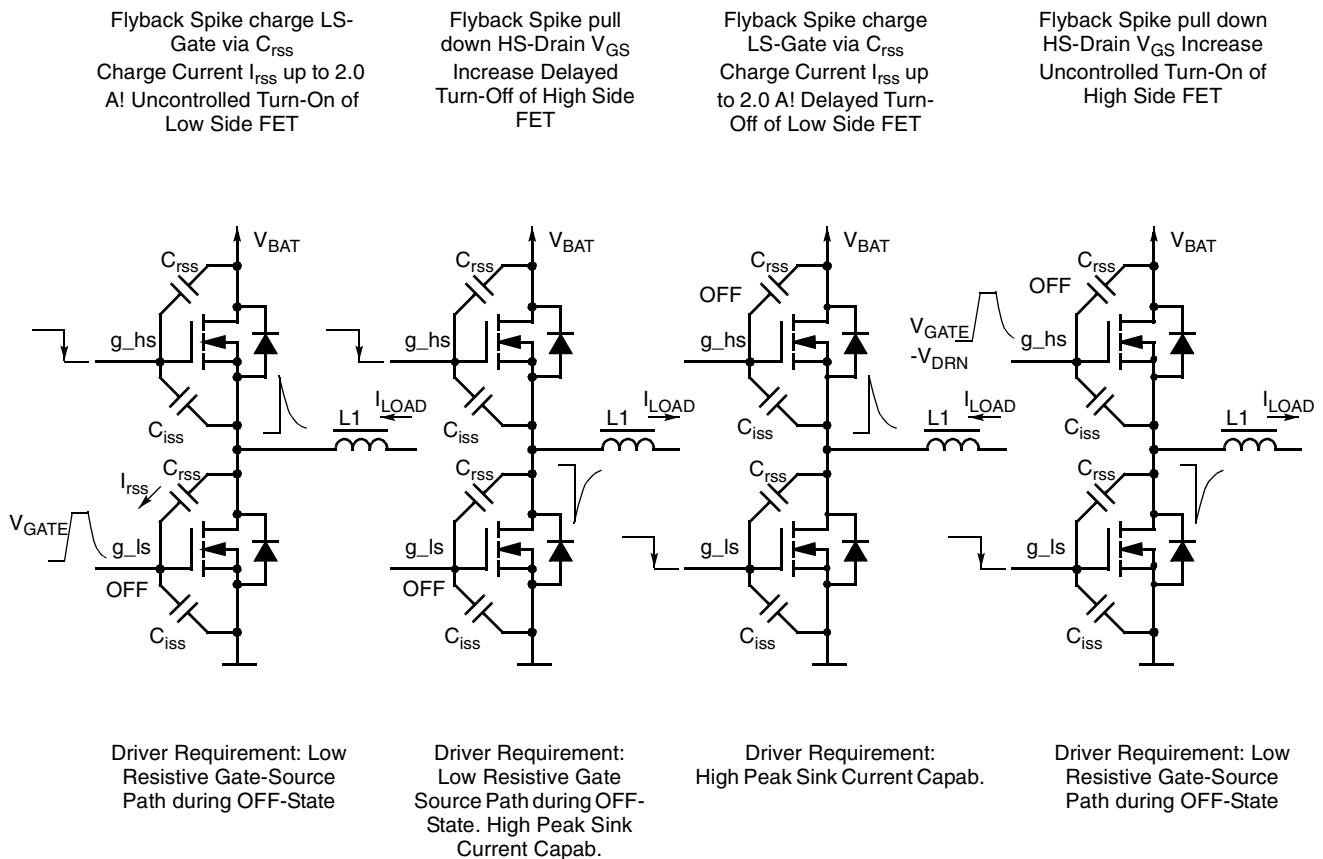 Flyback Spike charge LS-
Gate via Crss
Charge Current Irss up to 2.0
A! Uncontrolled Turn-On of
Low Side FET
Flyback Spike pull
down HS-Drain VGS
Increase Delayed
Turn-Off of High Side
FET
Flyback Spike charge
LS-Gate via Crss
Charge Current Irss up
to 2.0 A! Delayed Turn-
Off of Low Side FET
Flyback Spike pull down
HS-Drain VGS Increase
Uncontrolled Turn-On of
High Side FET
VBAT
Crss
g_hs
Ciss
L1
ILOAD
Irss
Crss
VGATE
g_ls
OFF
Ciss
VBAT
Crss
g_hs
Ciss
L1
ILOAD
Crss
g_ls
OFF
Ciss
VBAT
Crss
OFF
g_hs
Ciss
L1
ILOAD
Crss
g_ls
Ciss
VBAT
Crss
OFF
VGATE
-VDRN
g_hs
Ciss
L1
ILOAD
Crss
g_ls
Ciss
Driver Requirement: Low
Resistive Gate-Source
Path during OFF-State
Driver Requirement:
Low Resistive Gate
Source Path during OFF-
State. High Peak Sink
Current Capab.
Driver Requirement:
High Peak Sink Current Capab.
Driver Requirement: Low
Resistive Gate-Source
Path during OFF-State